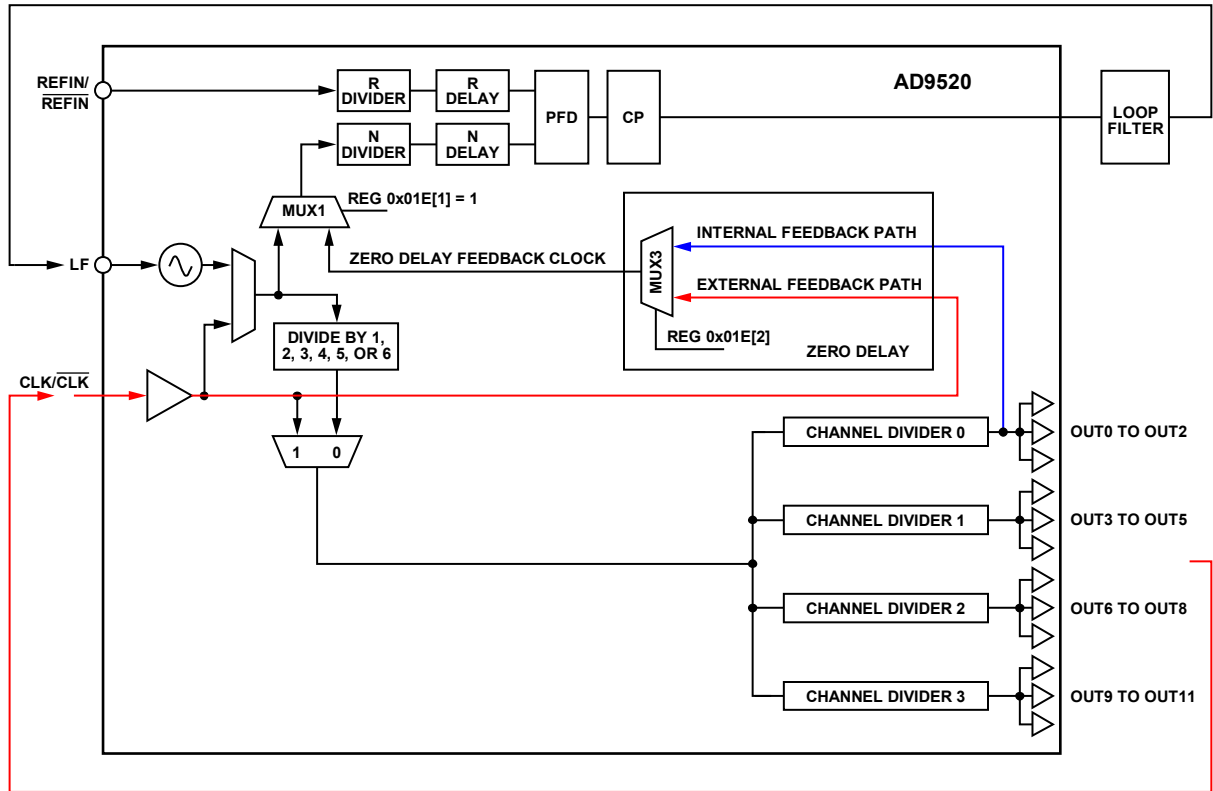 REFIN/
REFIN
R
DIVIDER
R
DELAY
PFD
CP
AD9520
LOOP
FILTER
N
DIVIDER
N
DELAY
REG 0x01E[1] = 1
MUX1
INTERNAL FEEDBACK PATH
LF
ZERO DELAY FEEDBACK CLOCK
MUX3
EXTERNAL FEEDBACK PATH
DIVIDE BY 1,
2, 3, 4, 5, OR 6
REG 0x01E[2]
ZERO DELAY
CLK/CLK
1 0
CHANNEL DIVIDER 0
OUT0 TO OUT2
CHANNEL DIVIDER 1
OUT3 TO OUT5
CHANNEL DIVIDER 2
OUT6 TO OUT8
CHANNEL DIVIDER 3
OUT9 TO OUT11